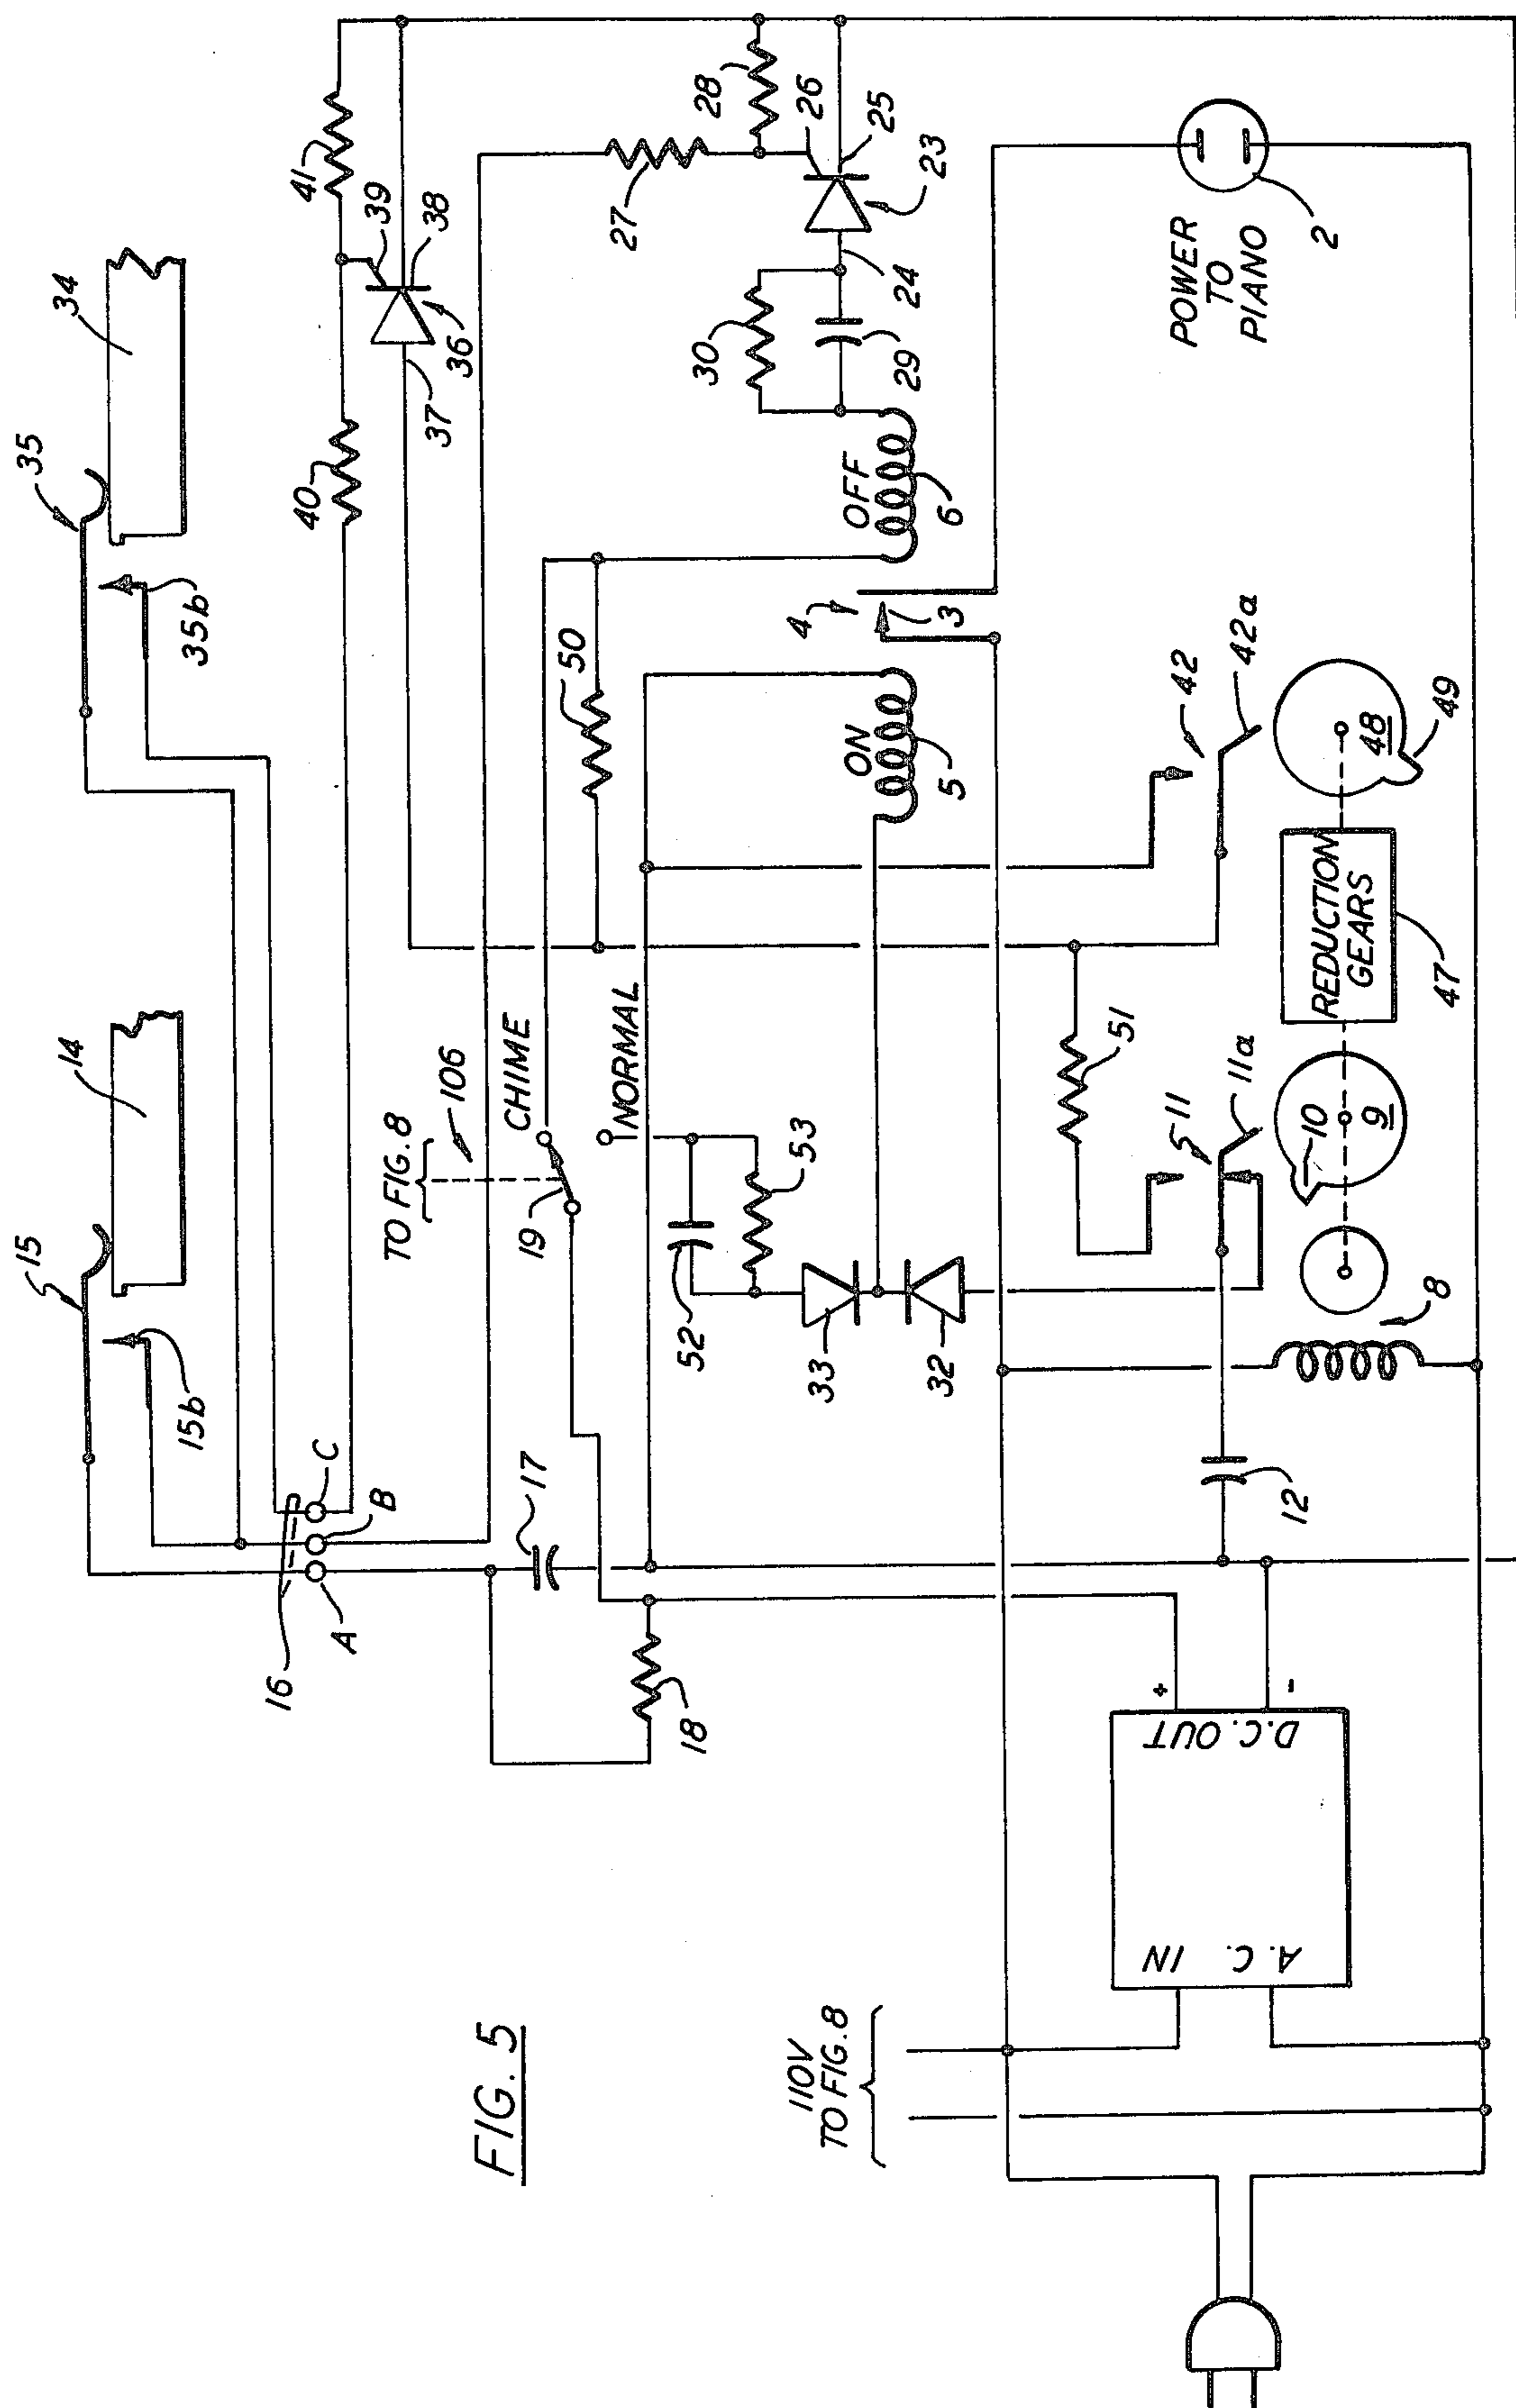 FIG. 5
34
35
35b
14
15
15b
16
A
B
C
17
18
41
39
38
40
36
37
28
26
25
27
23
24
30
29
OFF
6
4
3
50
ON
5
TO FIG. 8
106
CHIME
19
NORMAL
52
53
33
32
POWER
TO
PIANO
2
42
42a
48
49
REDUCTION
GEARS
47
51
11
11a
10
9
8
12
+
-
D.C. OUT
A.C. IN
110V
TO FIG. 8